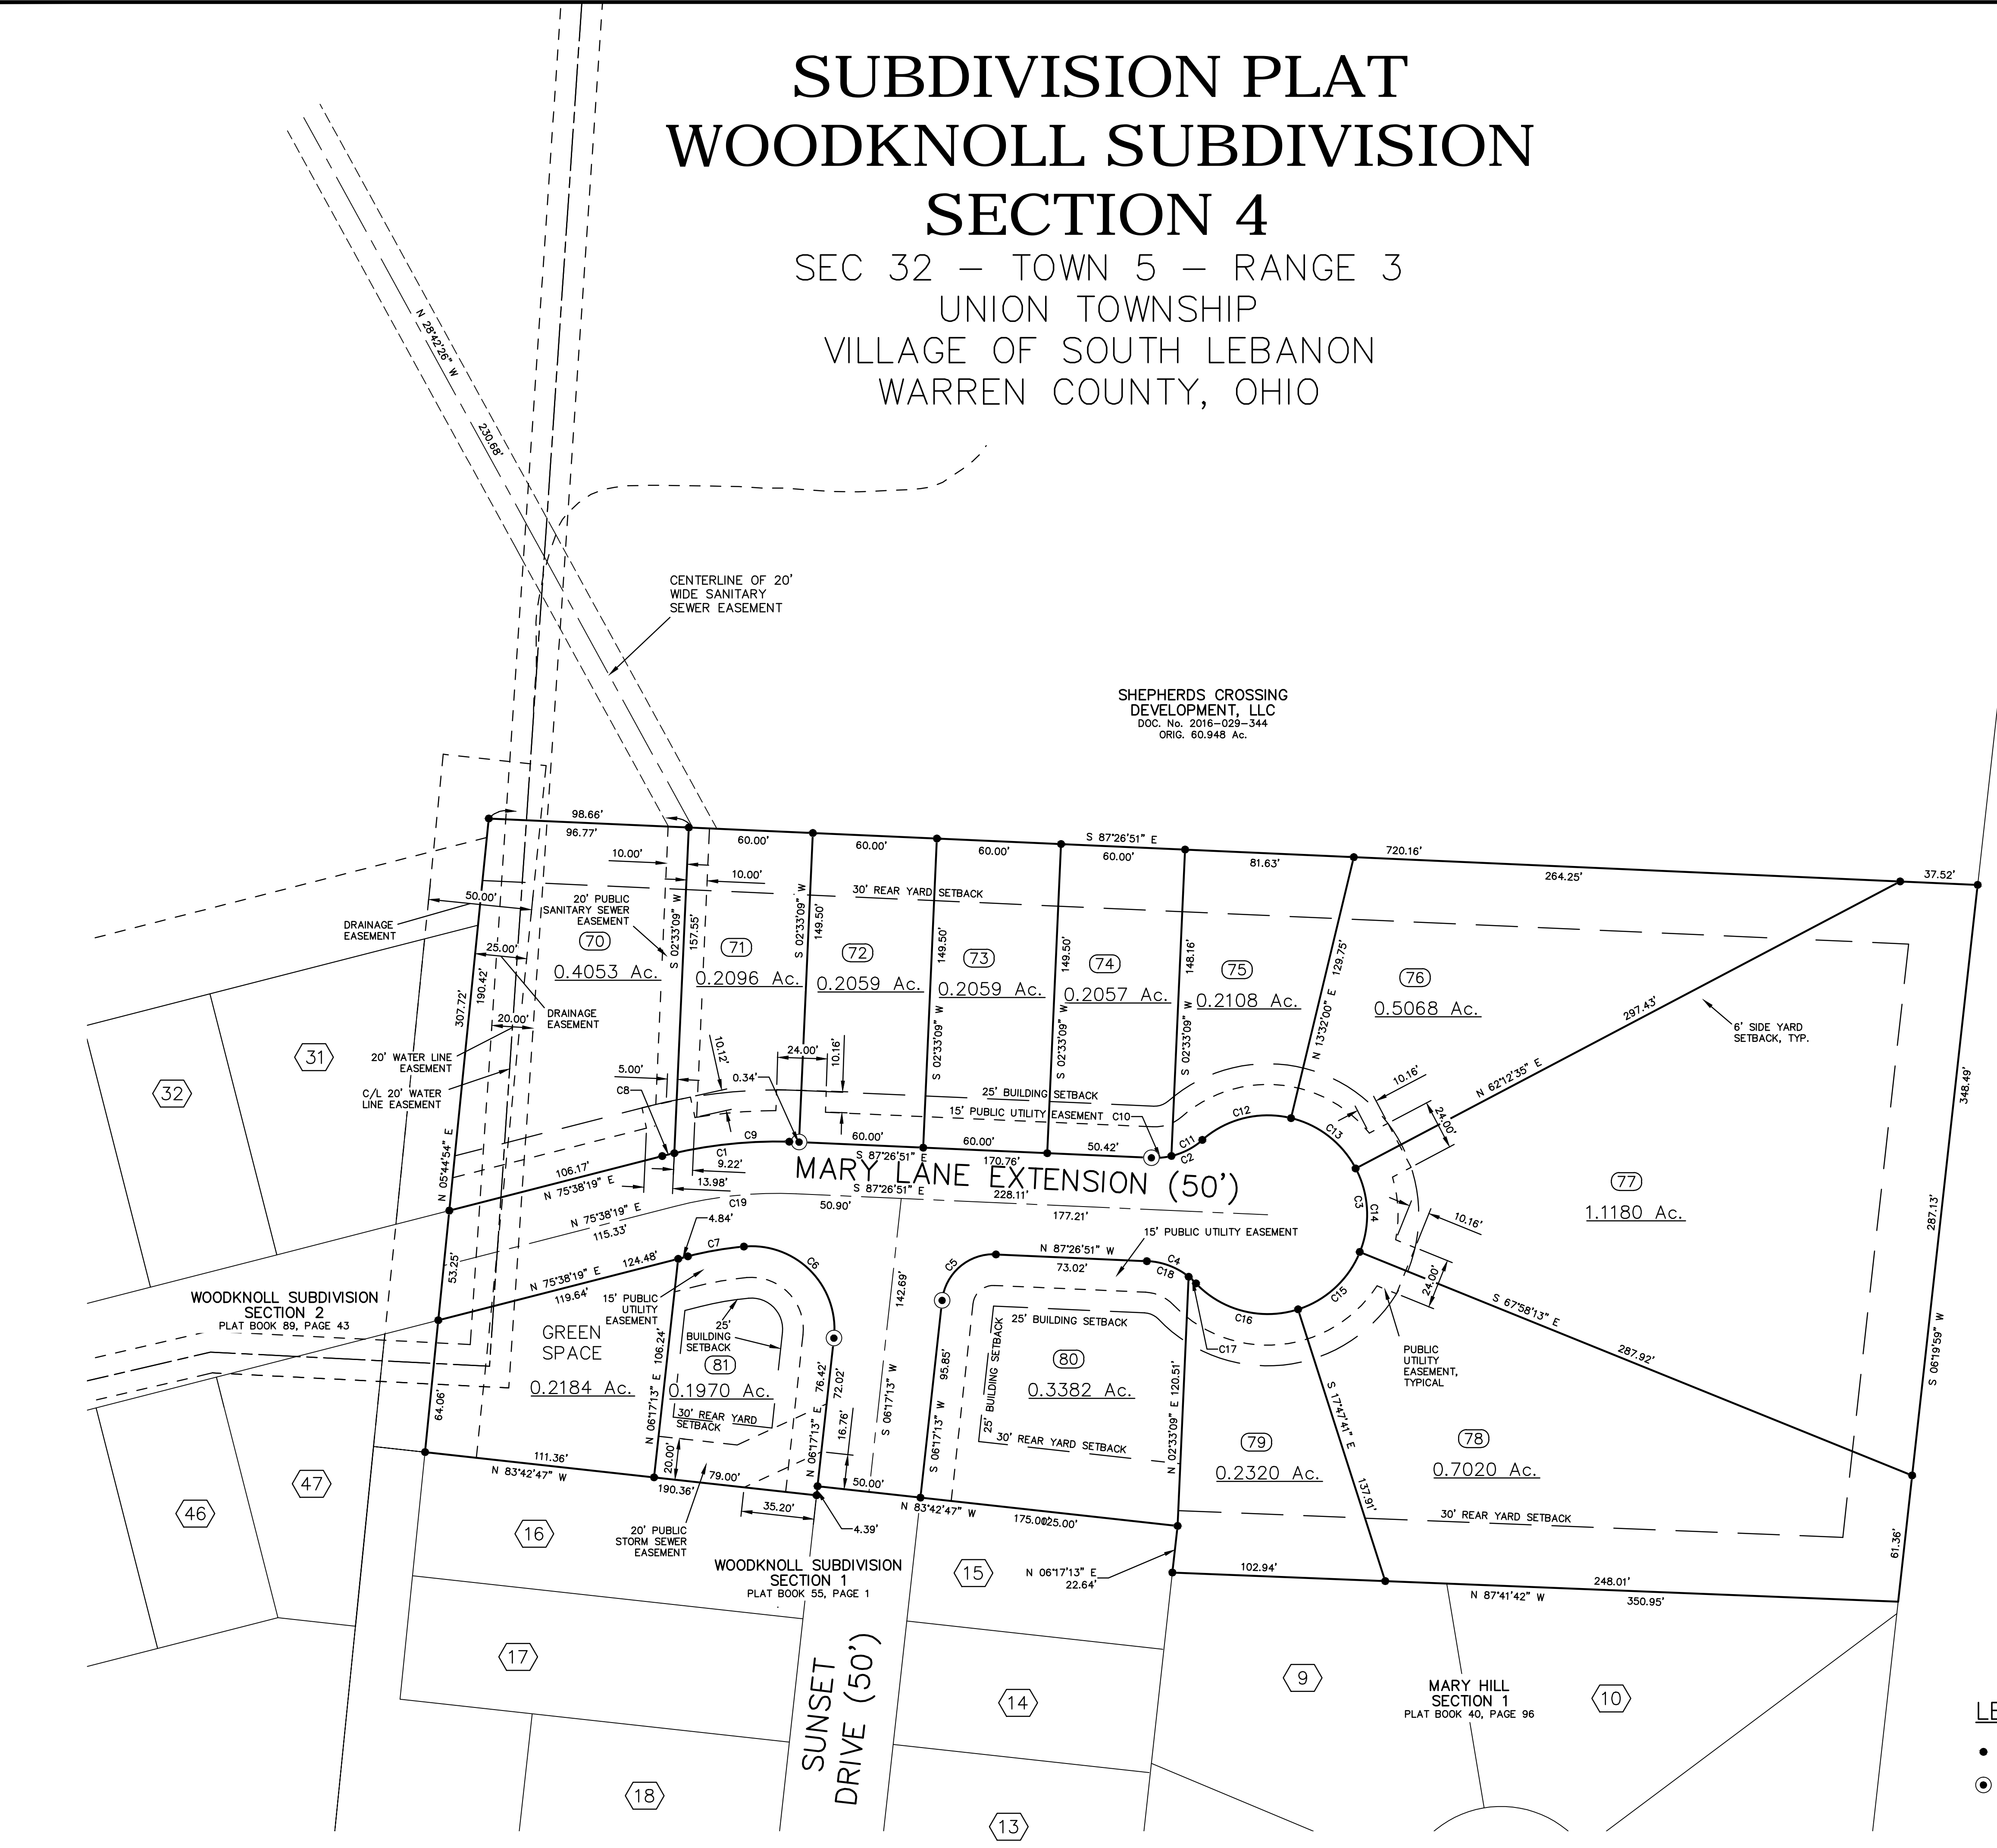 SUBDIVISION PLAT
WOODKNOLL SUBDIVISION
SECTION 4
SEC 32 – TOWN 5 – RANGE 3
UNION TOWNSHIP
VILLAGE OF SOUTH LEBANON
WARREN COUNTY, OHIO
N 28°42'26" W
230.68'
CENTERLINE OF 20'
WIDE SANITARY
SEWER EASEMENT
SHEPHERDS CROSSING
DEVELOPMENT, LLC
DOC. No. 2016–029–344
ORIG. 60.948 Ac.
98.66'
96.77'
60.00'
60.00'
60.00'
60.00'
S 87°26'51" E
81.63'
720.16'
264.25'
37.52'
10.00'
10.00'
30' REAR YARD SETBACK
50.00'
20' PUBLIC
SANITARY SEWER
EASEMENT
DRAINAGE
EASEMENT
25.00'
190.42'
307.72'
N 05°44'54" E
20.00'
DRAINAGE
EASEMENT
20' WATER LINE
EASEMENT
C/L 20' WATER
LINE EASEMENT
70
0.4053 Ac.
S 02°33'09" W
157.55'
71
0.2096 Ac.
S 02°33'09" W
149.50'
72
0.2059 Ac.
149.50'
S 02°33'09" W
73
0.2059 Ac.
149.50'
S 02°33'09" W
74
0.2057 Ac.
148.16'
S 02°33'09" W
75
0.2108 Ac.
N 13°32'00" E 129.75'
76
0.5068 Ac.
297.43'
N 62°12'35" E
6' SIDE YARD
SETBACK, TYP.
348.49'
287.13'
S 06°19'59" W
61.36'
31
32
5.00'
C8
10.12'
0.34'
24.00'
10.16'
25' BUILDING SETBACK
15' PUBLIC UTILITY EASEMENT
C10
C11
C2
C12
C13
10.16'
24.00'
C3
C14
10.16'
24.00'
77
1.1180 Ac.
106.17'
N 75°38'19" E
C9
C1
9.22'
13.98'
60.00'
S 87°26'51" E
60.00'
170.76'
50.42'
MARY LANE EXTENSION (50')
S 87°26'51" E
228.11'
C19
50.90'
177.21'
N 75°38'19" E
115.33'
4.84'
53.25'
124.48'
N 75°38'19" E
119.64'
C7
C6
C5
N 87°26'51" W
73.02'
15' PUBLIC UTILITY EASEMENT
C4
C18
C16
C17
C15
PUBLIC
UTILITY
EASEMENT,
TYPICAL
S 67°58'13" E
287.92'
WOODKNOLL SUBDIVISION
SECTION 2
PLAT BOOK 89, PAGE 43
15' PUBLIC
UTILITY
EASEMENT
GREEN
SPACE
0.2184 Ac.
64.06'
N 06°17'13" E 106.24'
25'
BUILDING
SETBACK
81
0.1970 Ac.
30' REAR YARD
SETBACK
20.00'
N 06°17'13" E 76.42'
72.02'
16.76'
142.69'
S 06°17'13" W
S 06°17'13" W 95.85'
25' BUILDING SETBACK
25' BUILDING SETBACK
80
0.3382 Ac.
30' REAR YARD SETBACK
N 02°33'09" E 120.51'
79
0.2320 Ac.
S 17°47'41" E
137.91'
78
0.7020 Ac.
30' REAR YARD SETBACK
111.36'
N 83°42'47" W
79.00'
190.36'
35.20'
50.00'
4.39'
N 83°42'47" W
175.00'
125.00'
N 06°17'13" E
22.64'
102.94'
248.01'
N 87°41'42" W
350.95'
20' PUBLIC
STORM SEWER
EASEMENT
WOODKNOLL SUBDIVISION
SECTION 1
PLAT BOOK 55, PAGE 1
46
47
16
15
17
14
18
13
9
10
SUNSET
DRIVE (50')
MARY HILL
SECTION 1
PLAT BOOK 40, PAGE 96